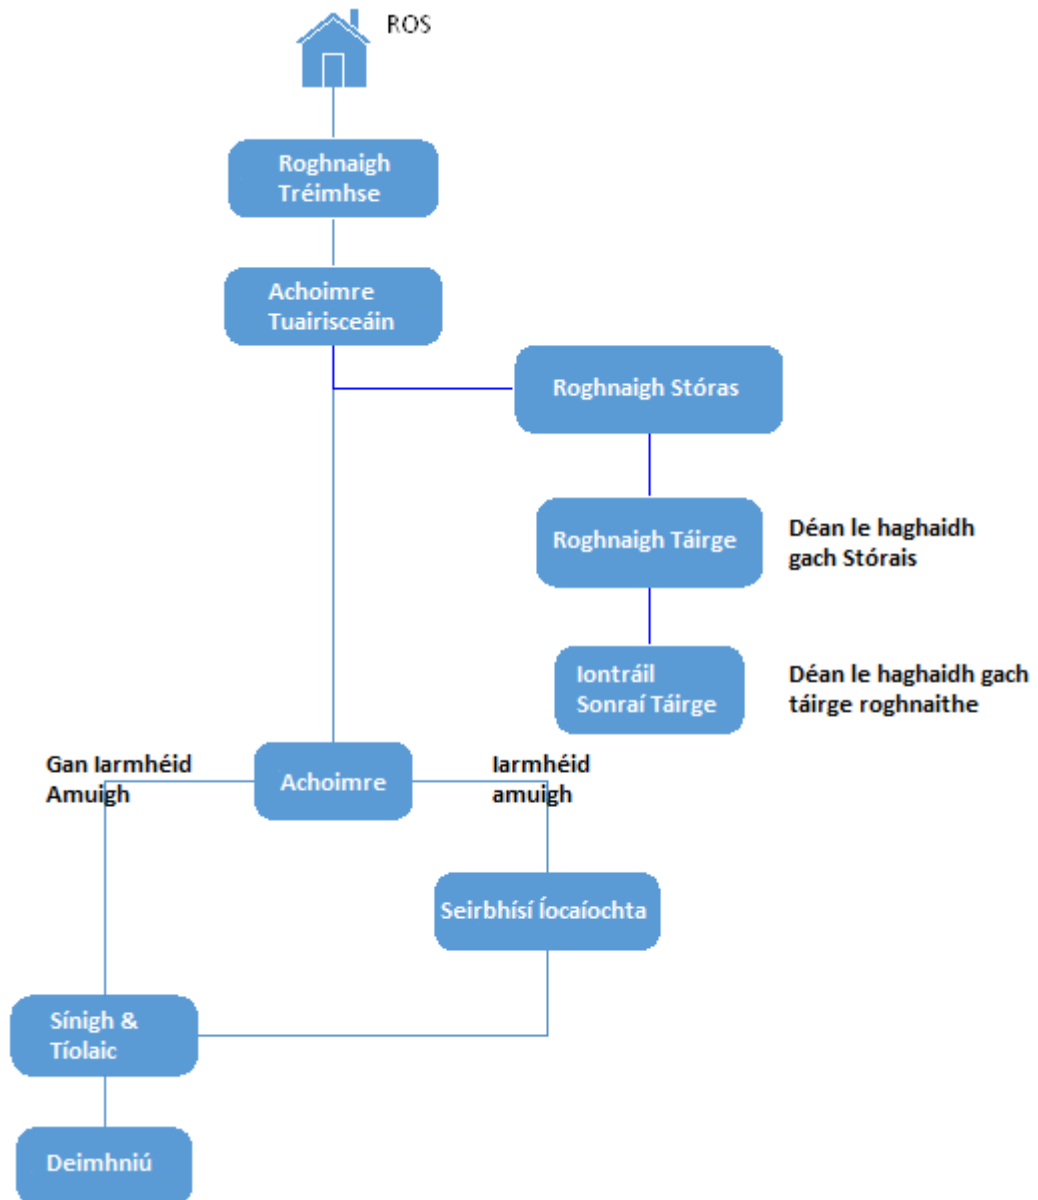 ROS
Roghnaigh
Tréimhse
Achoimre
Tuairisceáin
Roghnaigh Stóras
Roghnaigh Táirge
Déan le haghaidh
gach Stórais
Iontráil
Sonraí Táirge
Déan le haghaidh gach
táirge roghnaithe
Gan Iarmhéid
Amuigh
Achoimre
Iarmhéid
amuigh
Seirbhísí Íocaíochta
Sínigh &
Tíolaic
Deimhniú